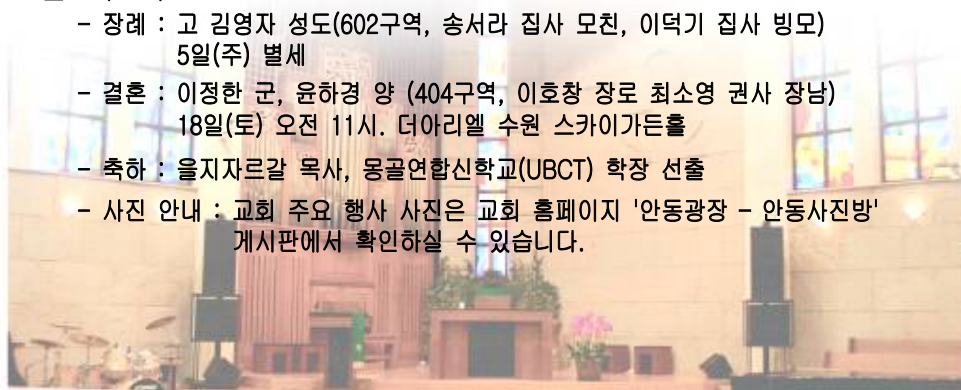 - 장례 : 고 김영자 성도(602구역, 송서라 집사 모친, 이덕기 집사 빙모)
5일(주) 별세
- 결혼 : 이정한 군, 윤하경 양 (404구역, 이호창 장로 최소영 권사 장남)
18일(토) 오전 11시. 더아리엘 수원 스카이가든홀
- 축하 : 을지자르갈 목사, 몽골연합신학교(UBCT) 학장 선출
- 사진 안내 : 교회 주요 행사 사진은 교회 홈페이지 '안동광장 - 안동사진방'
게시판에서 확인하실 수 있습니다.